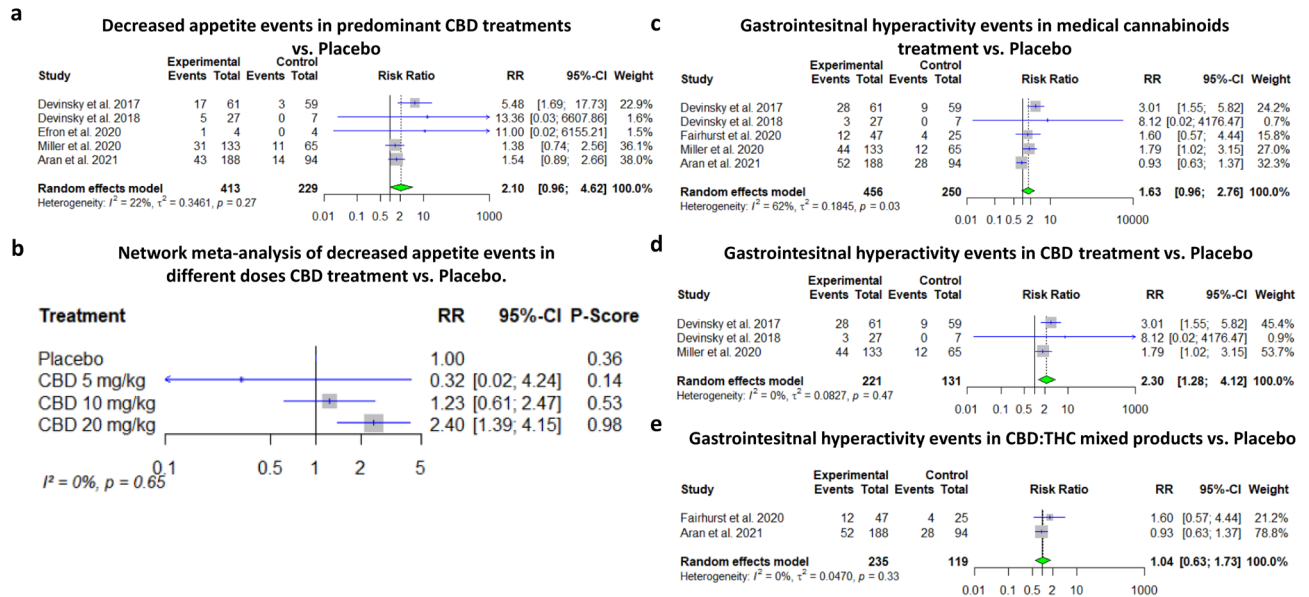 a
Decreased appetite events in predominant CBD treatments
vs. Placebo
Experimental Control
Study Events Total Events Total Risk Ratio RR 95%-CI Weight
Devinsky et al. 2017 17 61 3 59 5.48 [1.69; 17.73] 22.9%
Devinsky et al. 2018 5 27 0 7 13.36 [0.03; 6607.86] 1.6%
Efron et al. 2020 1 4 0 4 11.00 [0.02; 6155.21] 1.5%
Miller et al. 2020 31 133 11 65 1.38 [0.74; 2.56] 36.1%
Aran et al. 2021 43 188 14 94 1.54 [0.89; 2.66] 38.0%
Random effects model 413 229 2.10 [0.96; 4.62] 100.0%
Heterogeneity: I² = 22%, τ² = 0.3461, p = 0.27
0.01 0.1 0.5 2 10 1000
b
Network meta-analysis of decreased appetite events in
different doses CBD treatment vs. Placebo.
Treatment RR 95%-CI P-Score
Placebo 1.00 0.36
CBD 5 mg/kg 0.32 [0.02; 4.24] 0.14
CBD 10 mg/kg 1.23 [0.61; 2.47] 0.53
CBD 20 mg/kg 2.40 [1.39; 4.15] 0.98
0.1 0.5 1 2 5
I² = 0%, p = 0.65
c
Gastrointesitnal hyperactivity events in medical cannabinoids
treatment vs. Placebo
Experimental Control
Study Events Total Events Total Risk Ratio RR 95%-CI Weight
Devinsky et al. 2017 28 61 9 59 3.01 [1.55; 5.82] 24.2%
Devinsky et al. 2018 3 27 0 7 8.12 [0.02; 4176.47] 0.7%
Fairhurst et al. 2020 12 47 4 25 1.60 [0.57; 4.44] 15.8%
Miller et al. 2020 44 133 12 65 1.79 [1.02; 3.15] 27.0%
Aran et al. 2021 52 188 28 94 0.93 [0.63; 1.37] 32.3%
Random effects model 456 250 1.63 [0.96; 2.76] 100.0%
Heterogeneity: I² = 62%, τ² = 0.1845, p = 0.03
0.01 0.1 0.5 2 10 10000
d
Gastrointesitnal hyperactivity events in CBD treatment vs. Placebo
Experimental Control
Study Events Total Events Total Risk Ratio RR 95%-CI Weight
Devinsky et al. 2017 28 61 9 59 3.01 [1.55; 5.82] 45.4%
Devinsky et al. 2018 3 27 0 7 8.12 [0.02; 4176.47] 0.9%
Miller et al. 2020 44 133 12 65 1.79 [1.02; 3.15] 53.7%
Random effects model 221 131 2.30 [1.28; 4.12] 100.0%
Heterogeneity: I² = 0%, τ² = 0.0827, p = 0.47
0.01 0.1 0.5 2 10 1000
e
Gastrointesitnal hyperactivity events in CBD:THC mixed products vs. Placebo
Experimental Control
Study Events Total Events Total Risk Ratio RR 95%-CI Weight
Fairhurst et al. 2020 12 47 4 25 1.60 [0.57; 4.44] 21.2%
Aran et al. 2021 52 188 28 94 0.93 [0.63; 1.37] 78.8%
Random effects model 235 119 1.04 [0.63; 1.73] 100.0%
Heterogeneity: I² = 0%, τ² = 0.0470, p = 0.33
0.01 0.1 0.5 1 2 10 1000